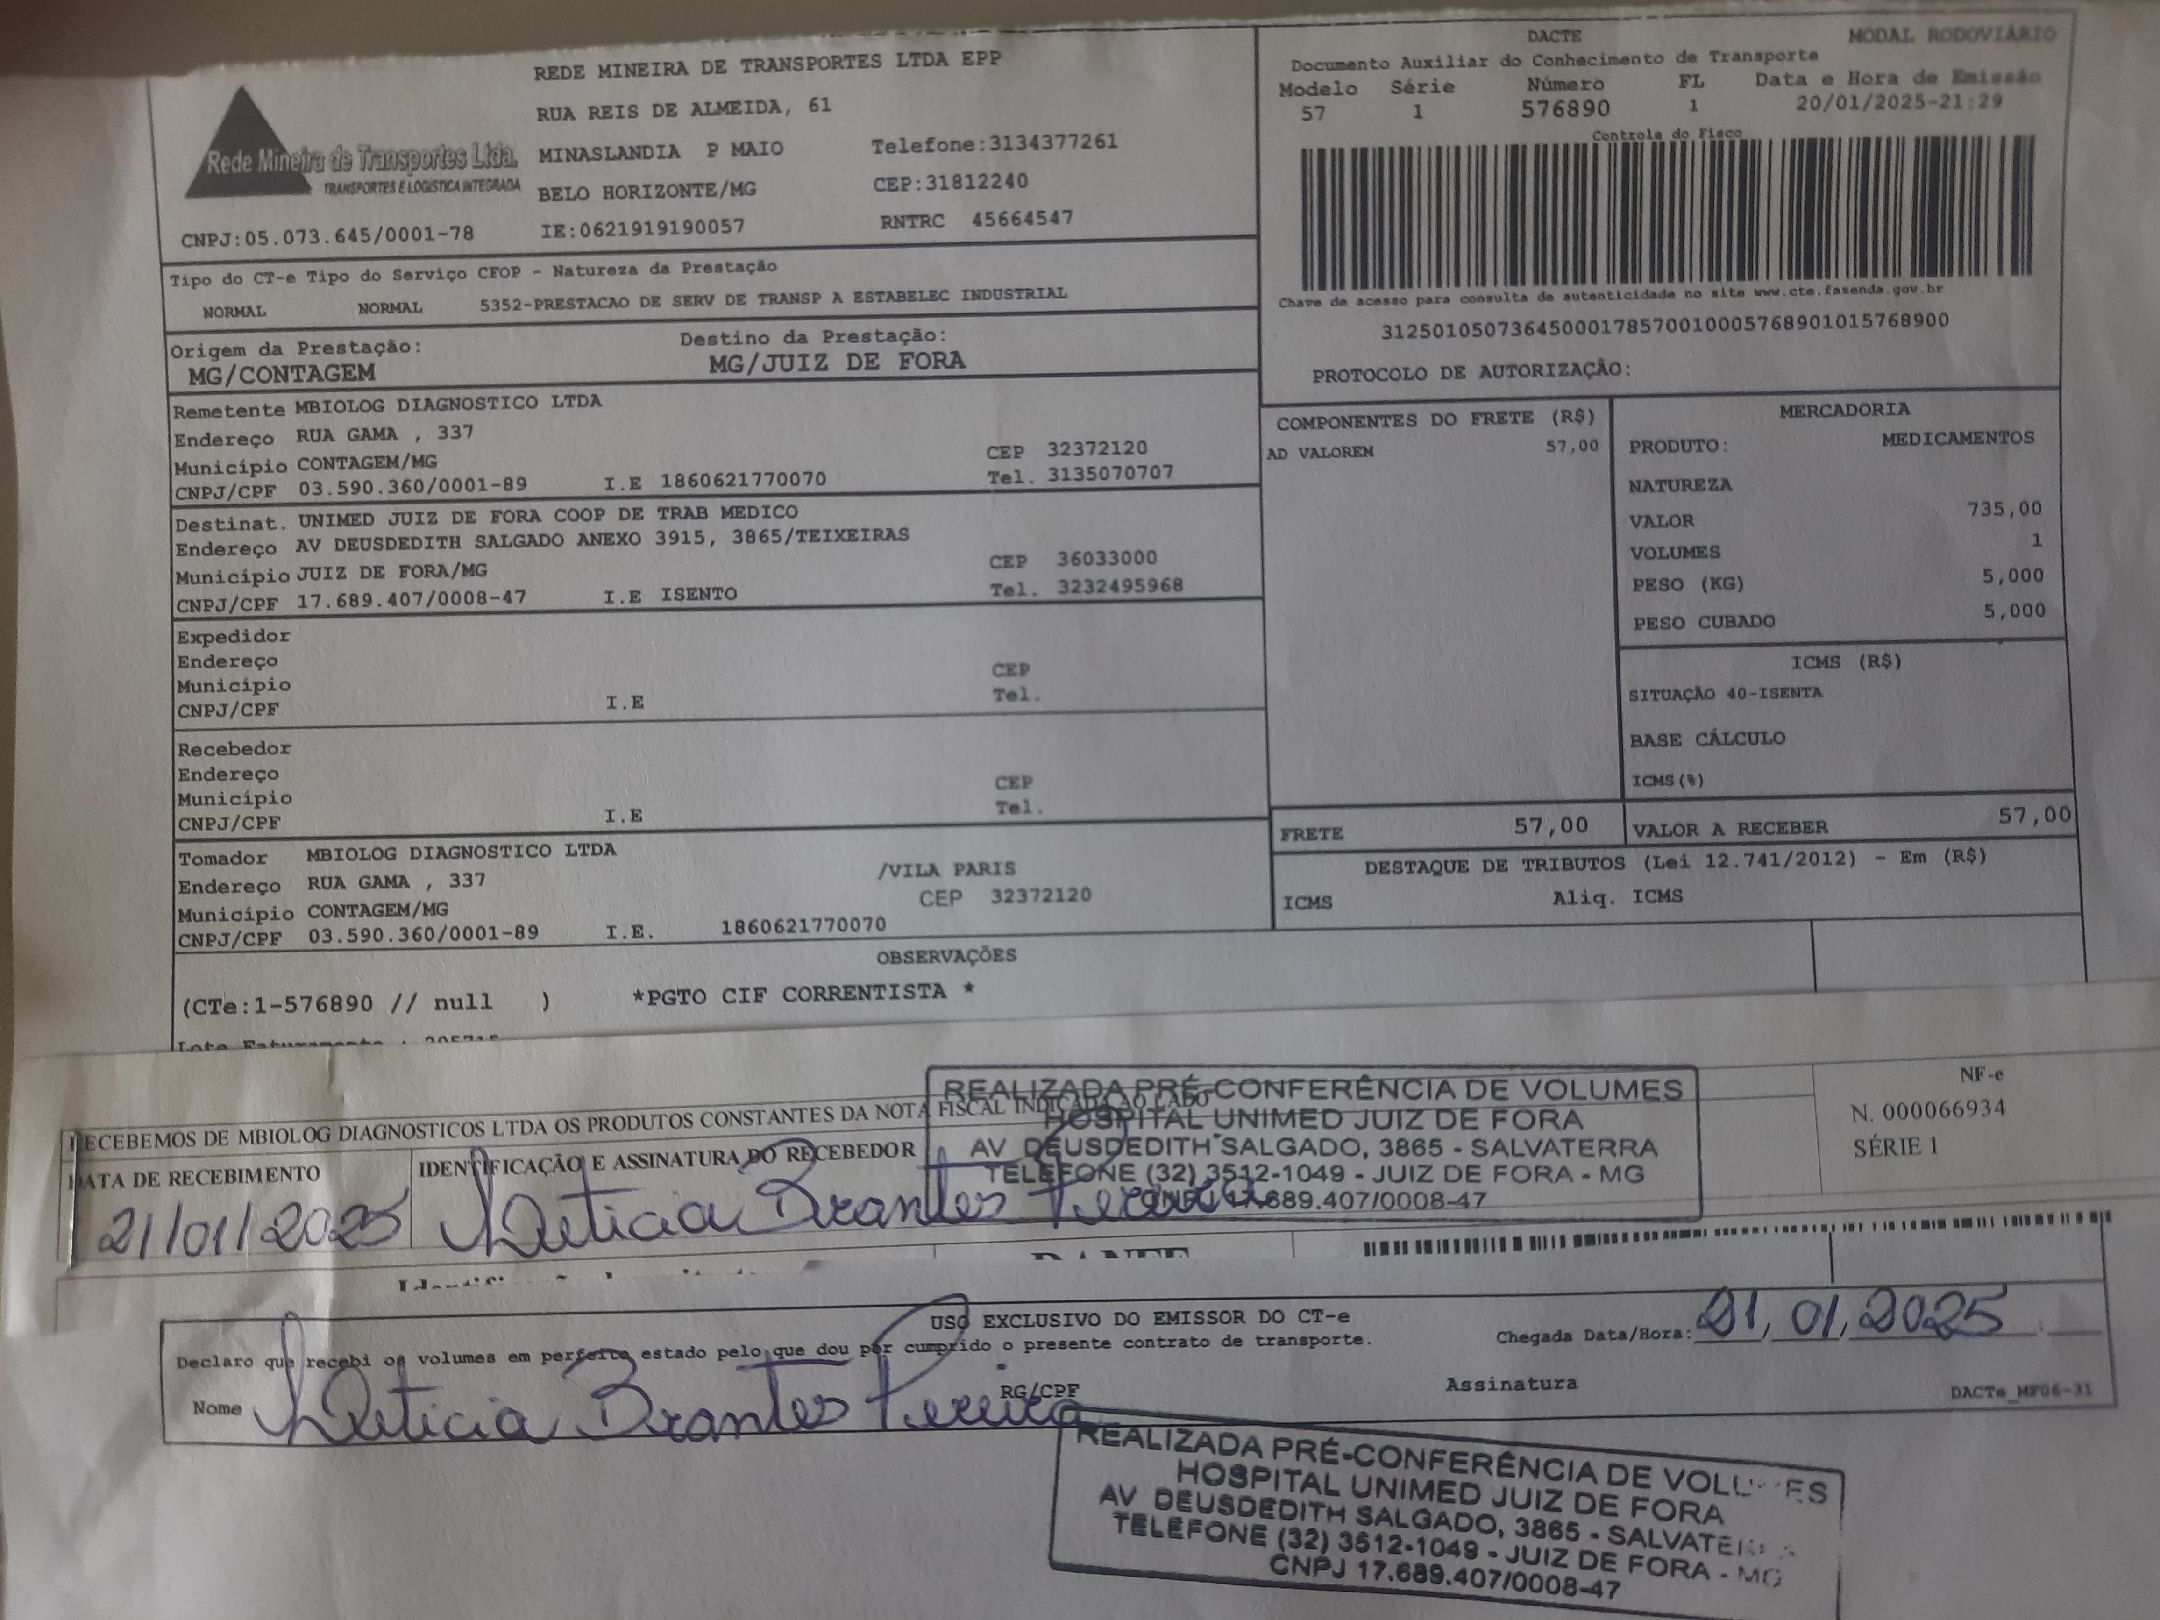 Rede Mineira de Transportes Ltda.
TRANSPORTES E LOGÍSTICA INTEGRADA
CNPJ:05.073.645/0001-78
REDE MINEIRA DE TRANSPORTES LTDA EPP
RUA REIS DE ALMEIDA, 61
MINASLANDIA P MAIO Telefone:3134377261
BELO HORIZONTE/MG CEP:31812240
IE:0621919190057 RNTRC 45664547
DACTE MODAL RODOVIÁRIO
Documento Auxiliar do Conhecimento de Transporte
Modelo Série Número FL Data e Hora de Emissão
57 1 576890 1 20/01/2025-21:29
Controle do Fisco
Chave de acesso para consulta de autenticidade no site www.cte.fazenda.gov.br
31250105073645000178570010005768901015768900
PROTOCOLO DE AUTORIZAÇÃO:
Tipo do CT-e Tipo do Serviço CFOP - Natureza da Prestação
NORMAL NORMAL 5352-PRESTACAO DE SERV DE TRANSP A ESTABELEC INDUSTRIAL
Origem da Prestação: Destino da Prestação:
MG/CONTAGEM MG/JUIZ DE FORA
Remetente MBIOLOG DIAGNOSTICO LTDA
Endereço RUA GAMA , 337
Município CONTAGEM/MG CEP 32372120
CNPJ/CPF 03.590.360/0001-89 I.E 1860621770070 Tel. 3135070707
Destinat. UNIMED JUIZ DE FORA COOP DE TRAB MEDICO
Endereço AV DEUSDEDITH SALGADO ANEXO 3915, 3865/TEIXEIRAS
Município JUIZ DE FORA/MG CEP 36033000
CNPJ/CPF 17.689.407/0008-47 I.E ISENTO Tel. 3232495968
Expedidor
Endereço
Município CEP
CNPJ/CPF I.E Tel.
Recebedor
Endereço
Município CEP
CNPJ/CPF I.E Tel.
Tomador MBIOLOG DIAGNOSTICO LTDA
Endereço RUA GAMA , 337 /VILA PARIS
Município CONTAGEM/MG CEP 32372120
CNPJ/CPF 03.590.360/0001-89 I.E. 1860621770070
COMPONENTES DO FRETE (R$)
AD VALOREM 57,00
FRETE 57,00
MERCADORIA
PRODUTO: MEDICAMENTOS
NATUREZA
VALOR 735,00
VOLUMES 1
PESO (KG) 5,000
PESO CUBADO 5,000
ICMS (R$)
SITUAÇÃO 40-ISENTA
BASE CÁLCULO
ICMS(%)
VALOR A RECEBER 57,00
DESTAQUE DE TRIBUTOS (Lei 12.741/2012) - Em (R$)
ICMS Aliq. ICMS
OBSERVAÇÕES
(CTe:1-576890 // null ) *PGTO CIF CORRENTISTA *
Lote Faturamento : 205715
RECEBEMOS DE MBIOLOG DIAGNOSTICOS LTDA OS PRODUTOS CONSTANTES DA NOTA FISCAL INDICADA AO LADO
DATA DE RECEBIMENTO IDENTIFICAÇÃO E ASSINATURA DO RECEBEDOR
21/01/2025 Leticia Brantes Pereira
REALIZADA PRÉ-CONFERÊNCIA DE VOLUMES
HOSPITAL UNIMED JUIZ DE FORA
AV DEUSDEDITH SALGADO, 3865 - SALVATERRA
TELEFONE (32) 3512-1049 - JUIZ DE FORA - MG
CNPJ 17.689.407/0008-47
NF-e
N. 000066934
SÉRIE 1
DANFE
USO EXCLUSIVO DO EMISSOR DO CT-e
Declaro que recebi os volumes em perfeito estado pelo que dou por cumprido o presente contrato de transporte.
Chegada Data/Hora: 21, 01, 2025
Nome Leticia Brantes Pereira RG/CPF Assinatura
DACTe_MF06-31
REALIZADA PRÉ-CONFERÊNCIA DE VOLUMES
HOSPITAL UNIMED JUIZ DE FORA
AV DEUSDEDITH SALGADO, 3865 - SALVATERRA
TELEFONE (32) 3512-1049 - JUIZ DE FORA - MG
CNPJ 17.689.407/0008-47